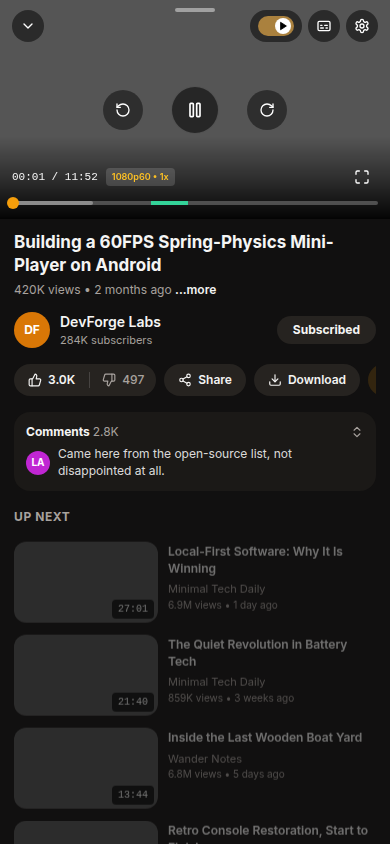 00:01 / 11:52
1080p60 • 1x
Building a 60FPS Spring-Physics Mini-
Player on Android
420K views • 2 months ago ...more
DF
DevForge Labs
284K subscribers
Subscribed
3.0K
497
Share
Download
Comments 2.8K
LA
Came here from the open-source list, not
disappointed at all.
UP NEXT
27:01
Local-First Software: Why It Is
Winning
Minimal Tech Daily
6.9M views • 1 day ago
21:40
The Quiet Revolution in Battery
Tech
Minimal Tech Daily
859K views • 3 weeks ago
13:44
Inside the Last Wooden Boat Yard
Wander Notes
6.8M views • 5 days ago
Retro Console Restoration, Start to